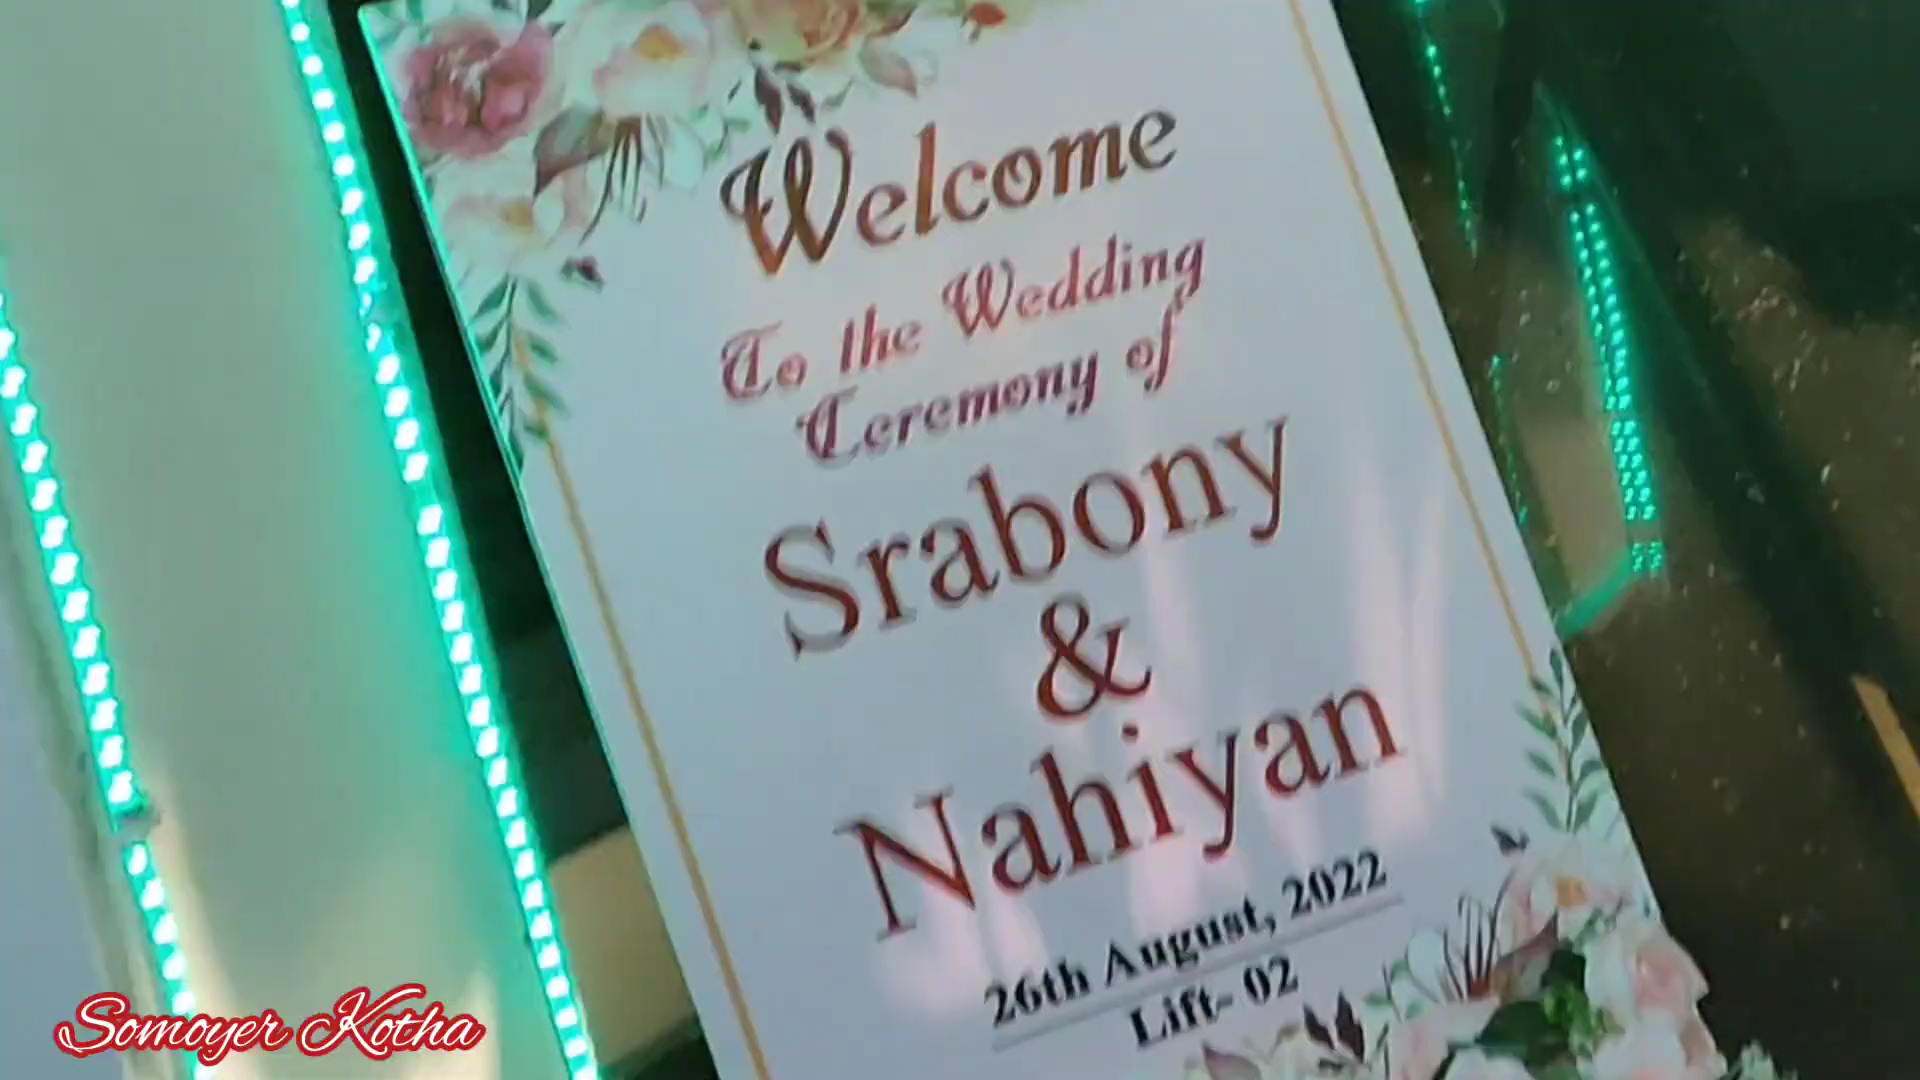 Welcome
To the Wedding
Ceremony of
Srabony
&
Nahiyan
26th August, 2022
Lift- 02
Somoyer Kotha